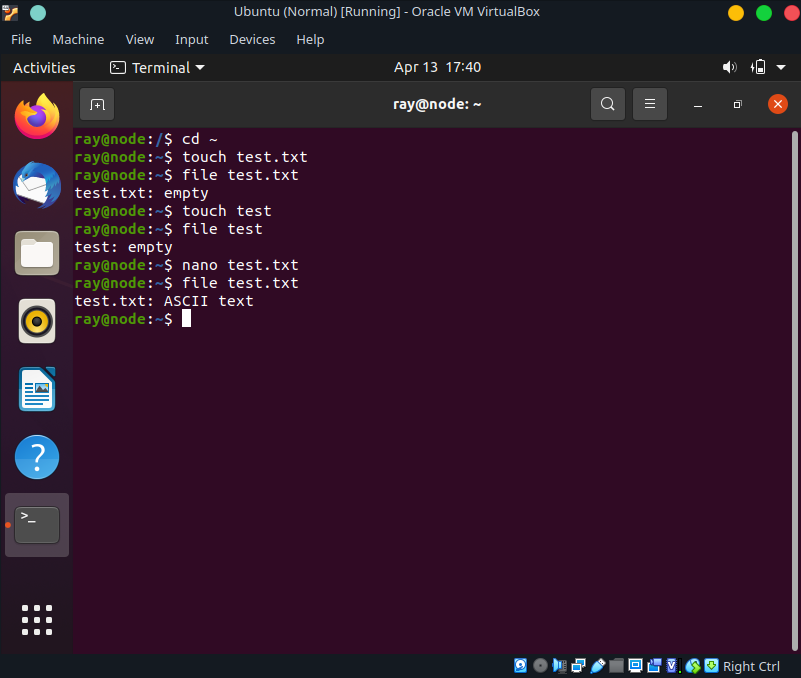 Ubuntu (Normal) [Running] - Oracle VM VirtualBox
File Machine View Input Devices Help
Activities Terminal Apr 13 17:40
ray@node: ~
ray@node:/$ cd ~
ray@node:~$ touch test.txt
ray@node:~$ file test.txt
test.txt: empty
ray@node:~$ touch test
ray@node:~$ file test
test: empty
ray@node:~$ nano test.txt
ray@node:~$ file test.txt
test.txt: ASCII text
ray@node:~$
?
>_
Right Ctrl